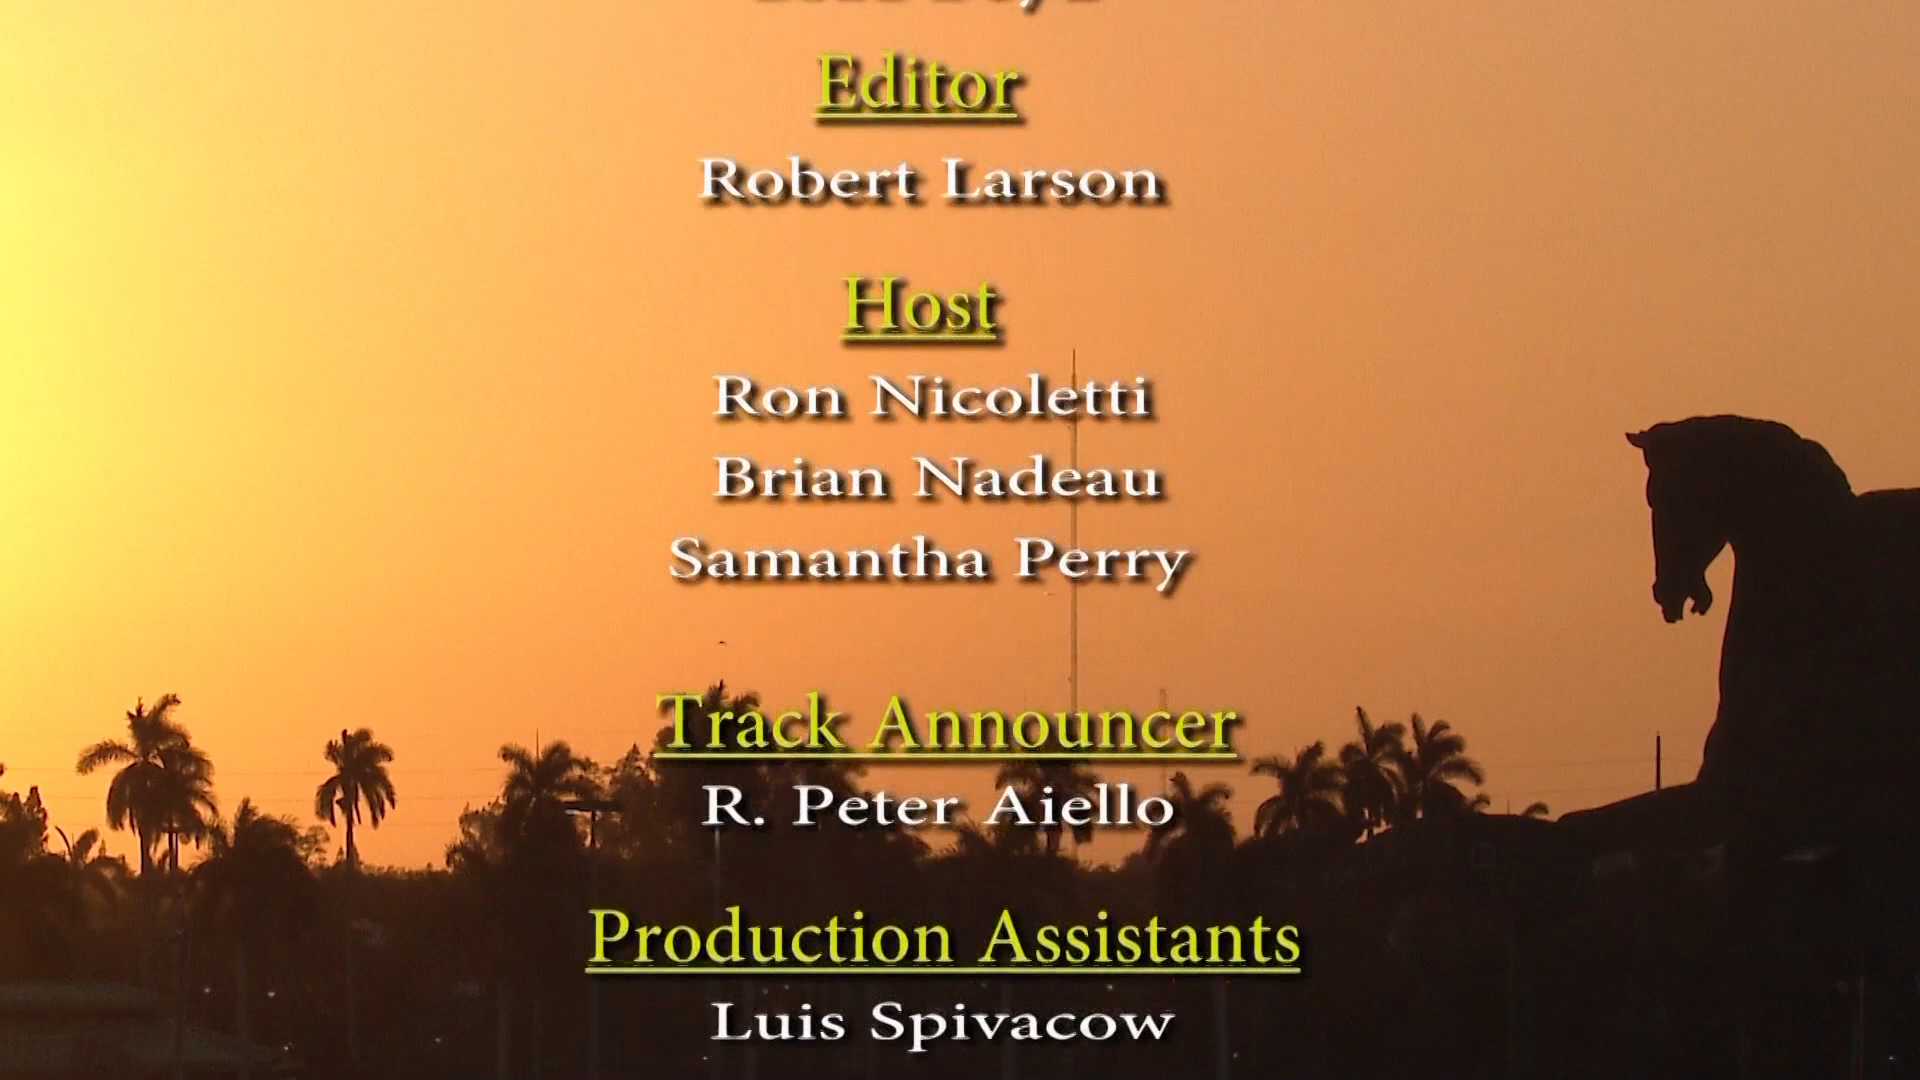 Editor
Robert Larson
Host
Ron Nicoletti
Brian Nadeau
Samantha Perry
Track Announcer
R. Peter Aiello
Production Assistants
Luis Spivacow